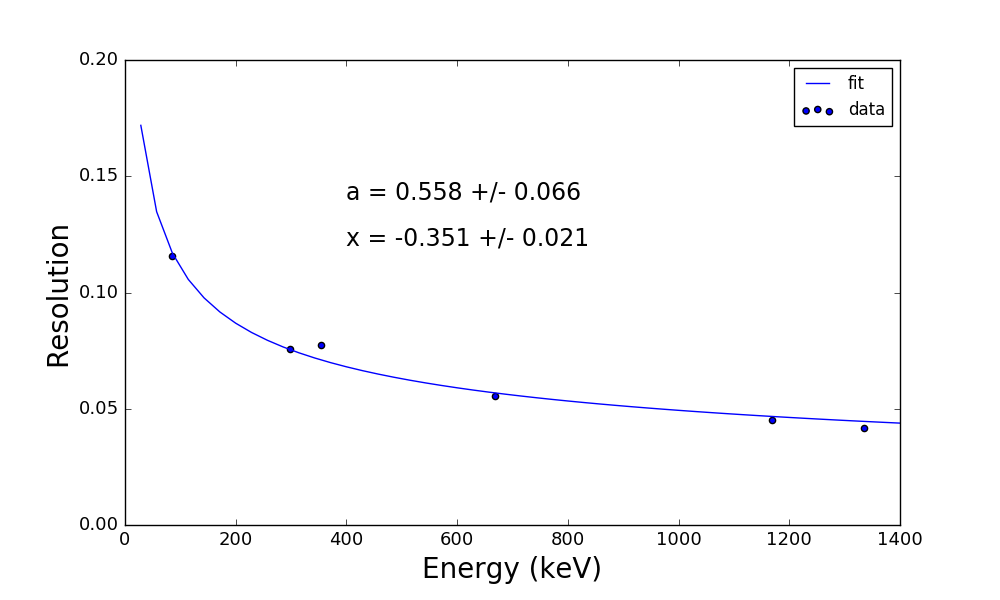 0.20
0.15
0.10
0.05
0.00
0
200
400
600
800
1000
1200
1400
Resolution
Energy (keV)
a = 0.558 +/- 0.066
x = -0.351 +/- 0.021
fit
data